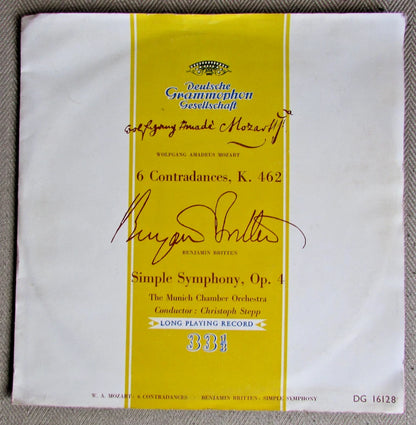 Deutsche
Grammophon
Gesellschaft
Wolfgang Amadè Mozart
WOLFGANG AMADEUS MOZART
6 Contradances, K. 462
Benjamin Britten
BENJAMIN BRITTEN
Simple Symphony, Op. 4
The Munich Chamber Orchestra
Conductor: Christoph Stepp
LONG PLAYING RECORD
33⅓
W. A. MOZART: 6 CONTRADANCES · BENJAMIN BRITTEN: SIMPLE SYMPHONY
DG 16128